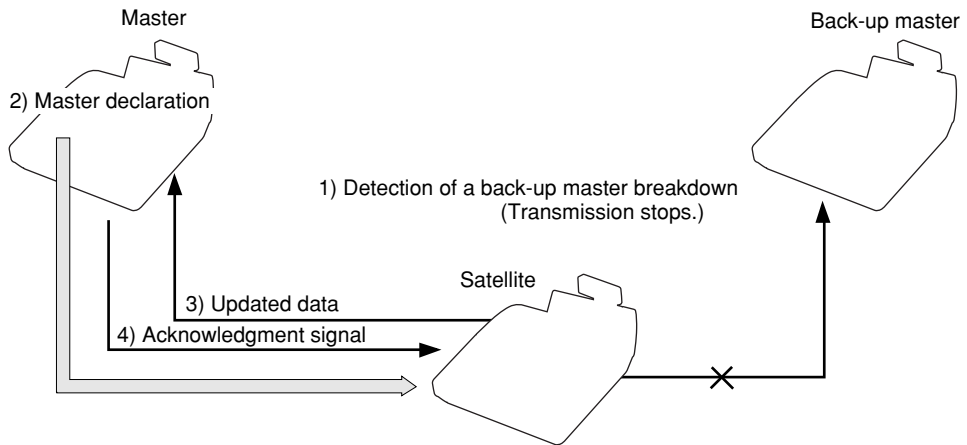 Master
Back-up master
2) Master declaration
1) Detection of a back-up master breakdown
(Transmission stops.)
Satellite
3) Updated data
4) Acknowledgment signal